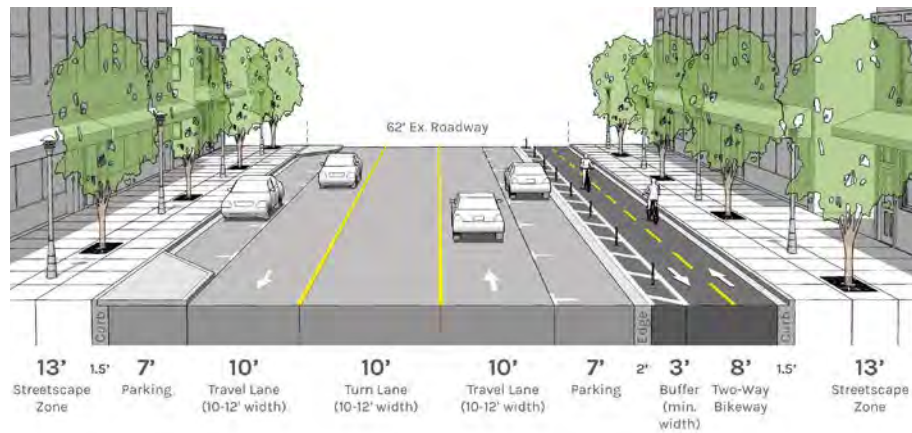 62' Ex. Roadway
Curb
Edge
Curb
13' 1.5' 7' 10' 10' 10' 7' 2' 3' 8' 1.5' 13'
Streetscape Parking Travel Lane Turn Lane Travel Lane Parking Buffer Two-Way Streetscape
Zone (10-12' width) (10-12' width) (10-12' width) (min. Bikeway Zone
width)